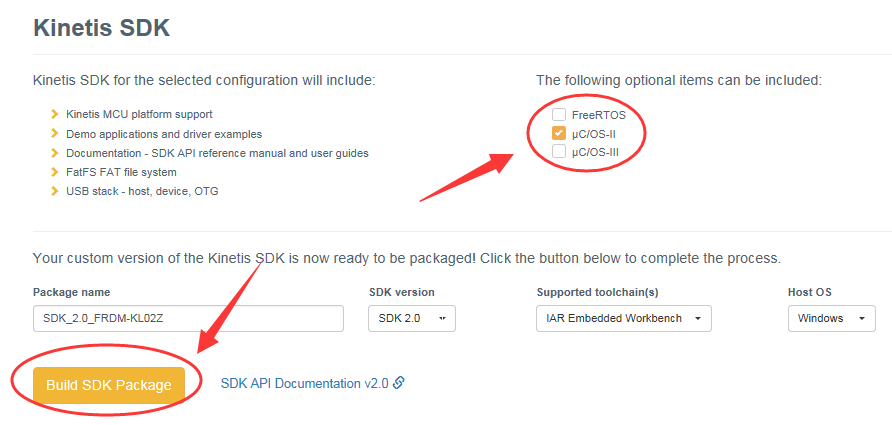 Kinetis SDK
Kinetis SDK for the selected configuration will include:
Kinetis MCU platform support
Demo applications and driver examples
Documentation - SDK API reference manual and user guides
FatFS FAT file system
USB stack - host, device, OTG
The following optional items can be included:
FreeRTOS
µC/OS-II
µC/OS-III
Your custom version of the Kinetis SDK is now ready to be packaged! Click the button below to complete the process.
Package name
SDK_2.0_FRDM-KL02Z
SDK version
SDK 2.0
Supported toolchain(s)
IAR Embedded Workbench
Host OS
Windows
Build SDK Package
SDK API Documentation v2.0